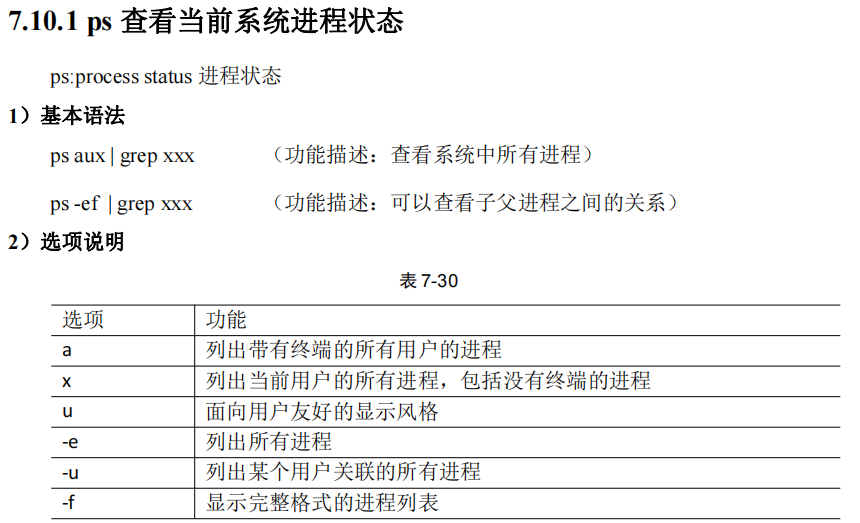 7.10.1 ps 查看当前系统进程状态
ps:process status 进程状态
1）基本语法
ps aux | grep xxx （功能描述：查看系统中所有进程）
ps -ef | grep xxx （功能描述：可以查看子父进程之间的关系）
2）选项说明
表 7-30
选项 功能
a 列出带有终端的所有用户的进程
x 列出当前用户的所有进程，包括没有终端的进程
u 面向用户友好的显示风格
-e 列出所有进程
-u 列出某个用户关联的所有进程
-f 显示完整格式的进程列表